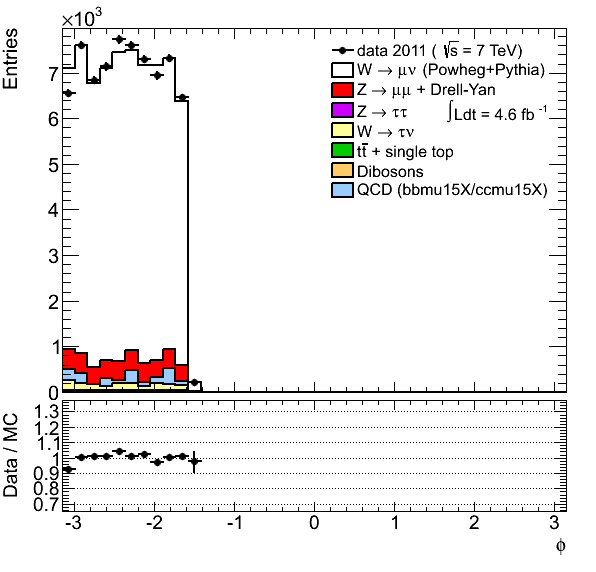 ×10³
Entries
7
6
5
4
3
2
1
0
data 2011 ( √s = 7 TeV)
W → μν (Powheg+Pythia)
Z → μμ + Drell-Yan
Z → ττ
∫Ldt = 4.6 fb⁻¹
W → τν
tt̅ + single top
Dibosons
QCD (bbmu15X/ccmu15X)
Data / MC
1.3
1.2
1.1
1
0.9
0.8
0.7
-3 -2 -1 0 1 2 3
ϕ